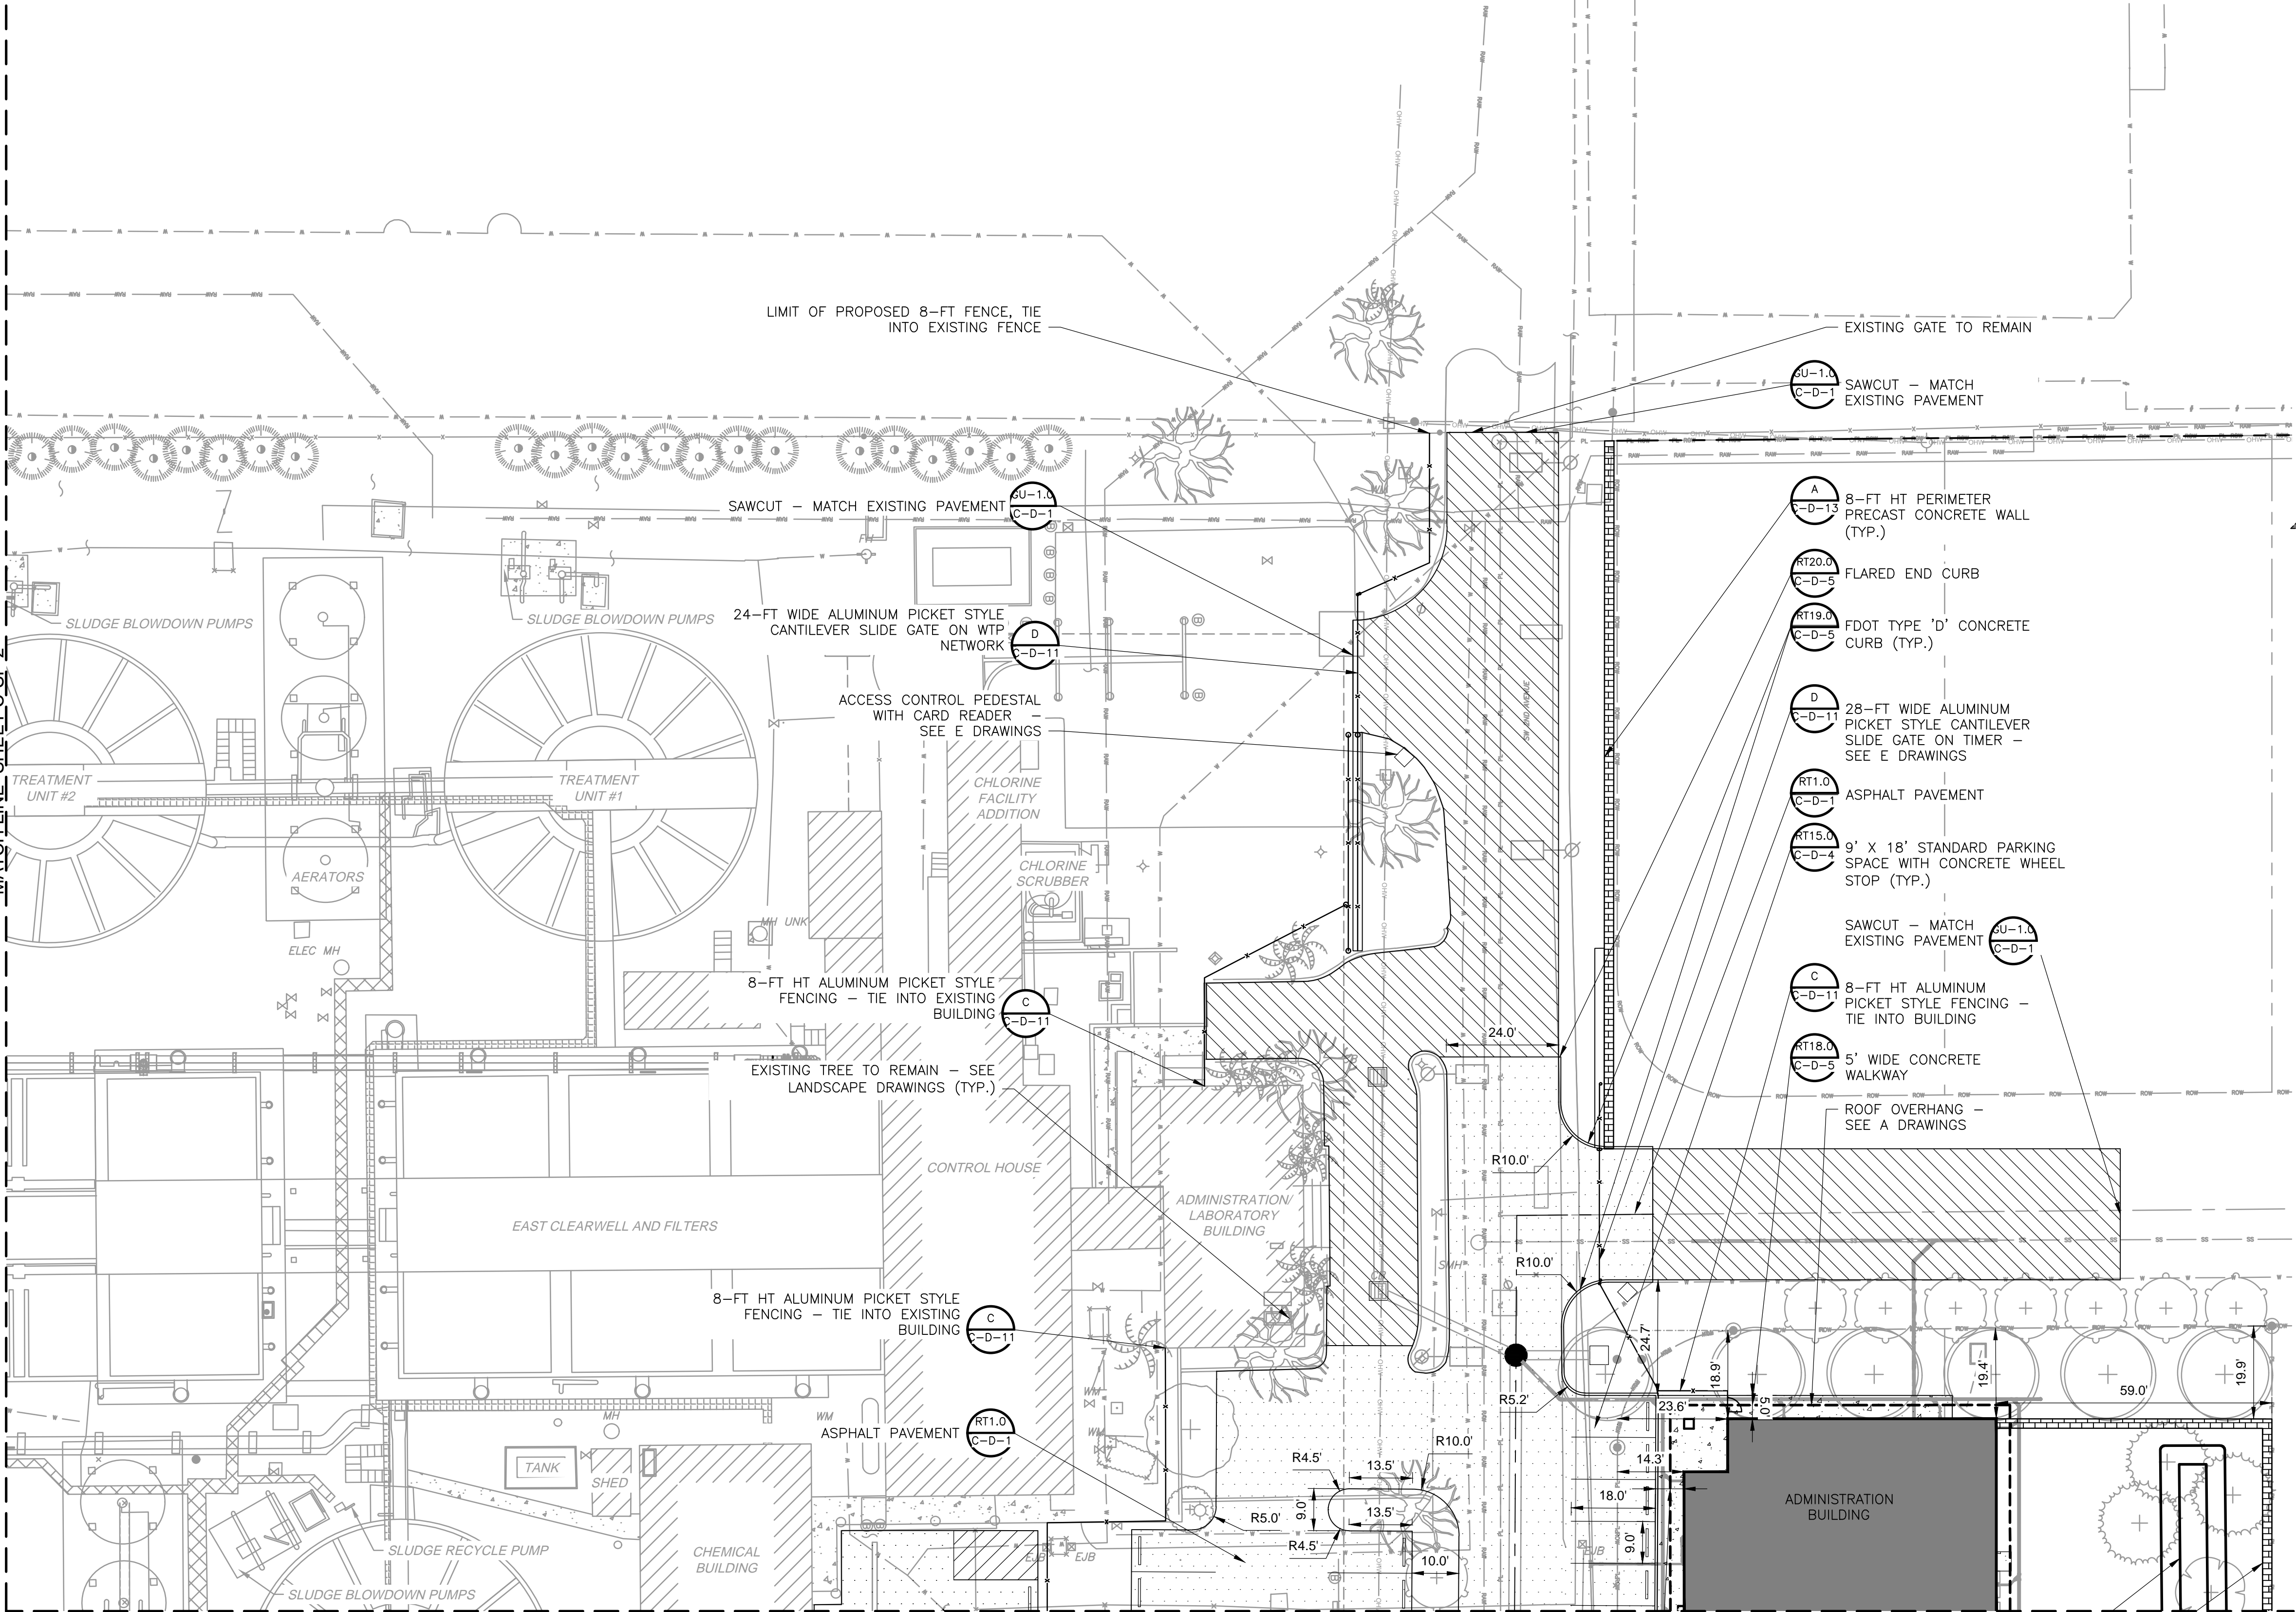 LIMIT OF PROPOSED 8-FT FENCE, TIE
INTO EXISTING FENCE
EXISTING GATE TO REMAIN
GU-1.0
C-D-1
SAWCUT - MATCH
EXISTING PAVEMENT
SAWCUT - MATCH EXISTING PAVEMENT
GU-1.0
C-D-1
A
C-D-13
8-FT HT PERIMETER
PRECAST CONCRETE WALL
(TYP.)
FH
RT20.0
C-D-5
FLARED END CURB
SLUDGE BLOWDOWN PUMPS
SLUDGE BLOWDOWN PUMPS
24-FT WIDE ALUMINUM PICKET STYLE
CANTILEVER SLIDE GATE ON WTP
NETWORK
D
C-D-11
RT19.0
C-D-5
FDOT TYPE 'D' CONCRETE
CURB (TYP.)
ACCESS CONTROL PEDESTAL
WITH CARD READER -
SEE E DRAWINGS
D
C-D-11
28-FT WIDE ALUMINUM
PICKET STYLE CANTILEVER
SLIDE GATE ON TIMER -
SEE E DRAWINGS
SW 2ND AVENUE
TREATMENT
UNIT #2
TREATMENT
UNIT #1
CHLORINE
FACILITY
ADDITION
RT1.0
C-D-1
ASPHALT PAVEMENT
RT15.0
C-D-4
9' X 18' STANDARD PARKING
SPACE WITH CONCRETE WHEEL
STOP (TYP.)
AERATORS
CHLORINE
SCRUBBER
MH UNK
ELEC MH
SAWCUT - MATCH
EXISTING PAVEMENT
GU-1.0
C-D-1
8-FT HT ALUMINUM PICKET STYLE
FENCING - TIE INTO EXISTING
BUILDING
C
C-D-11
C
C-D-11
8-FT HT ALUMINUM
PICKET STYLE FENCING -
TIE INTO BUILDING
24.0'
EXISTING TREE TO REMAIN - SEE
LANDSCAPE DRAWINGS (TYP.)
RT18.0
C-D-5
5' WIDE CONCRETE
WALKWAY
ROOF OVERHANG -
SEE A DRAWINGS
R10.0'
CONTROL HOUSE
EAST CLEARWELL AND FILTERS
ADMINISTRATION/
LABORATORY
BUILDING
R10.0'
SMH
8-FT HT ALUMINUM PICKET STYLE
FENCING - TIE INTO EXISTING
BUILDING
C
C-D-11
24.7'
18.9'
19.4'
19.9'
59.0'
R5.2'
23.6'
5.0'
WM
MH
WM
WM
ASPHALT PAVEMENT
RT1.0
C-D-1
R10.0'
R4.5'
13.5'
14.3'
TANK
SHED
18.0'
9.0'
13.5'
R5.0'
R4.5'
9.0'
10.0'
ADMINISTRATION
BUILDING
SLUDGE RECYCLE PUMP
CHEMICAL
BUILDING
EJB
EJB
EJB
SLUDGE BLOWDOWN PUMPS